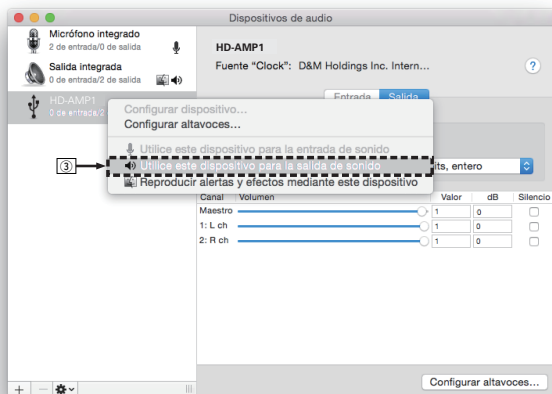 Dispositivos de audio
Micrófono integrado
2 de entrada/0 de salida
Salida integrada
0 de entrada/2 de salida
HD-AMP1
0 de entrada/2
HD-AMP1
Fuente “Clock”: D&M Holdings Inc. Intern...
?
Entrada Salida
Configurar dispositivo...
Configurar altavoces...
Utilice este dispositivo para la entrada de sonido
③
Utilice este dispositivo para la salida de sonido
its, entero
Reproducir alertas y efectos mediante este dispositivo
Canal Volumen Valor dB Silencio
Maestro 1 0
1: L ch 1 0
2: R ch 1 0
+ −
Configurar altavoces...